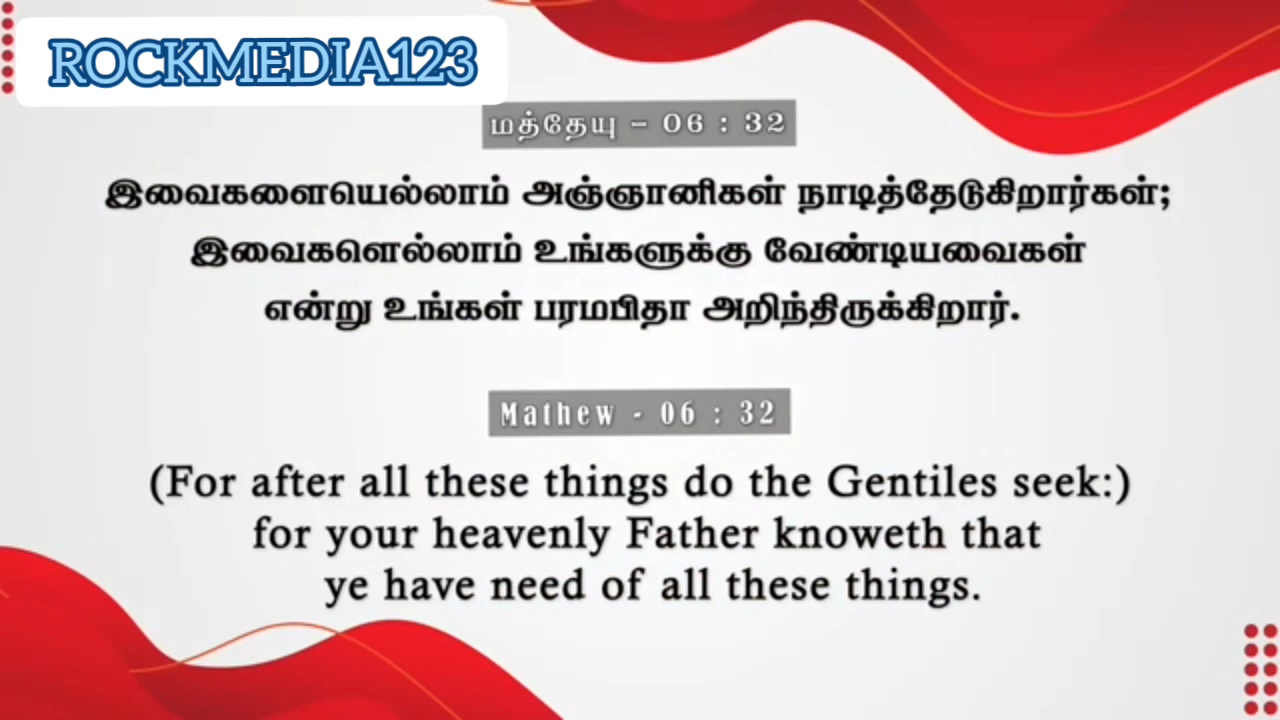 ROCKMEDIA123
மத்தேயு - 06 : 32
இவைகளையெல்லாம் அஞ்ஞானிகள் நாடித்தேடுகிறார்கள்;
இவைகளெல்லாம் உங்களுக்கு வேண்டியவைகள்
என்று உங்கள் பரமபிதா அறிந்திருக்கிறார்.
Mathew - 06 : 32
(For after all these things do the Gentiles seek:)
for your heavenly Father knoweth that
ye have need of all these things.